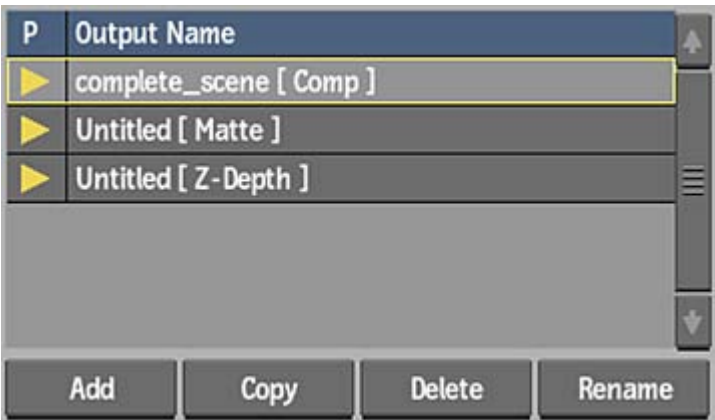 P Output Name
complete_scene [ Comp ]
Untitled [ Matte ]
Untitled [ Z-Depth ]
Add Copy Delete Rename